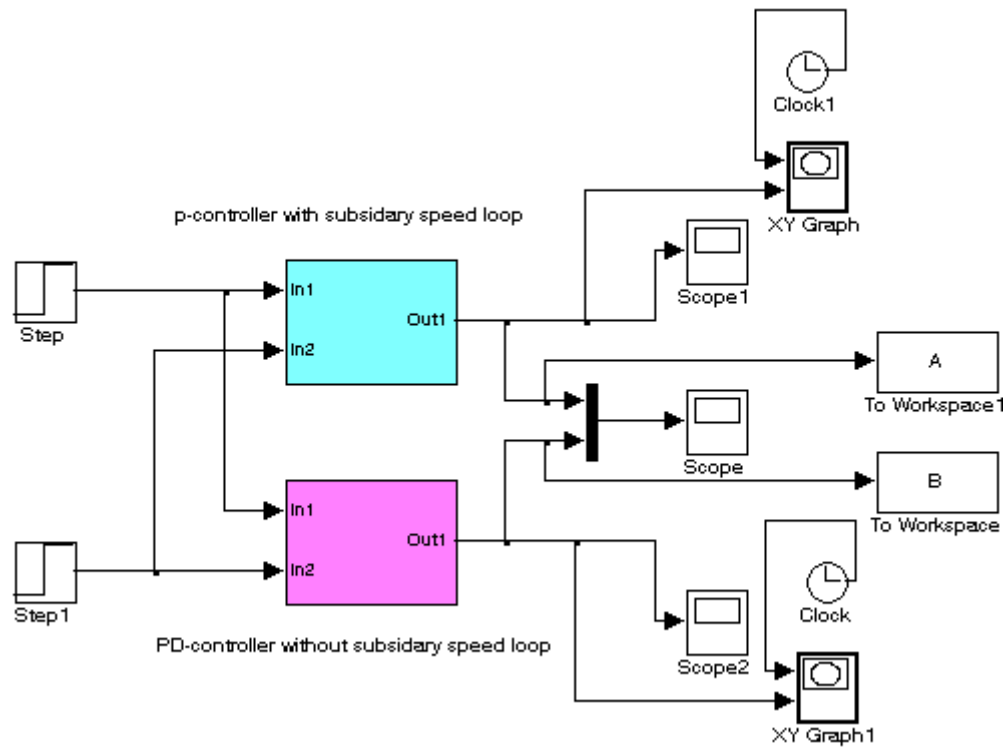 Clock1
XY Graph
p-controller with subsidary speed loop
Step
In1
In2
Out1
Scope1
A
To Workspace1
Scope
B
To Workspace
Step1
In1
In2
Out1
PD-controller without subsidary speed loop
Scope2
Clock
XY Graph1